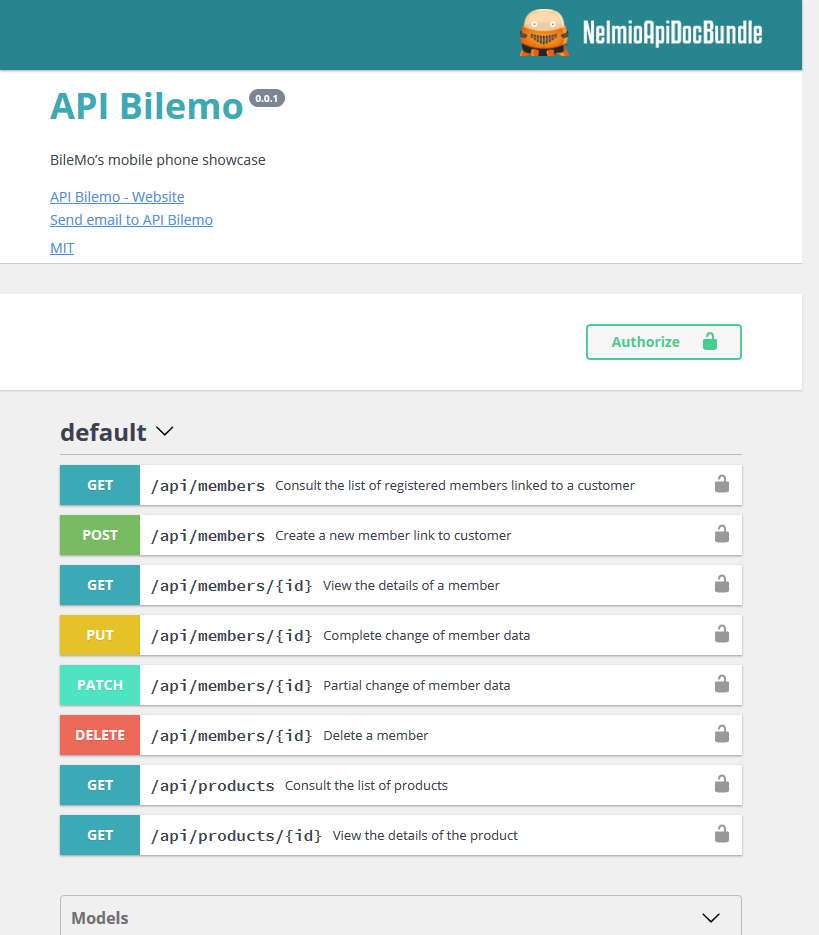 NelmioApiDocBundle
API Bilemo 0.0.1
BileMo's mobile phone showcase
API Bilemo - Website
Send email to API Bilemo
MIT
Authorize
default
GET /api/members Consult the list of registered members linked to a customer
POST /api/members Create a new member link to customer
GET /api/members/{id} View the details of a member
PUT /api/members/{id} Complete change of member data
PATCH /api/members/{id} Partial change of member data
DELETE /api/members/{id} Delete a member
GET /api/products Consult the list of products
GET /api/products/{id} View the details of the product
Models